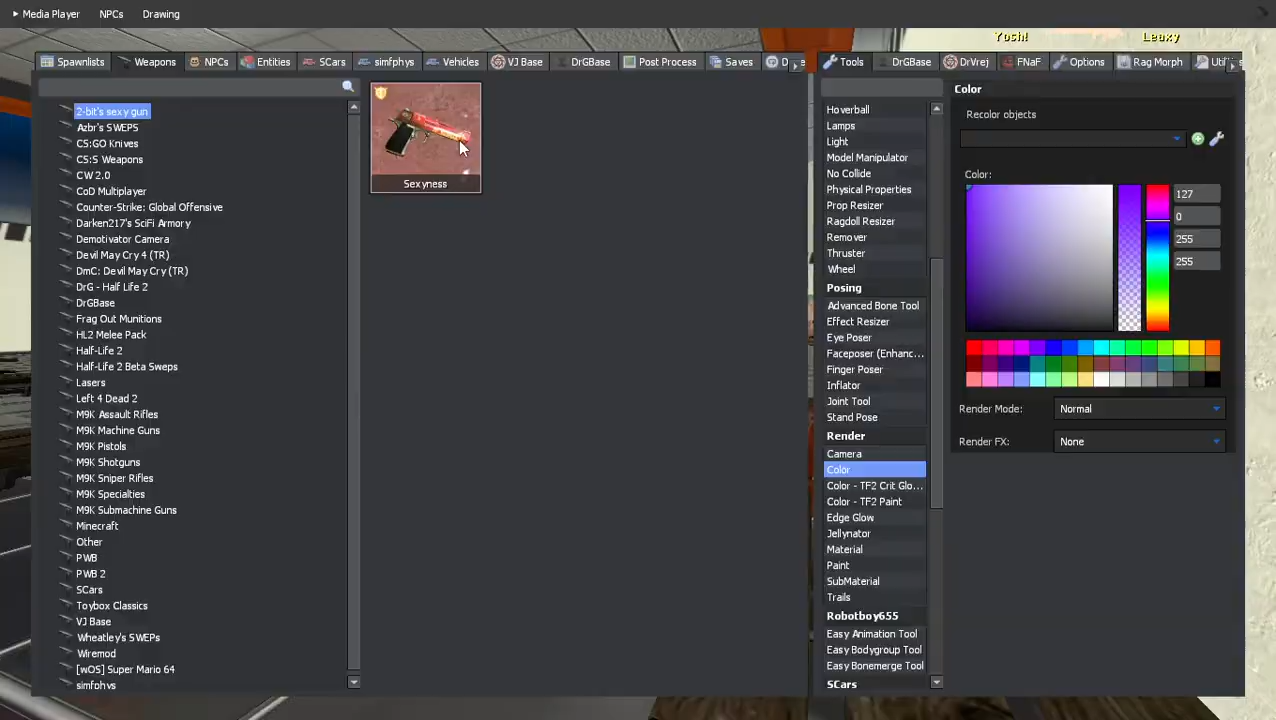 Media Player NPCs Drawing
Yosh! Leaxy
Spawnlists Weapons NPCs Entities SCars simfphys Vehicles VJ Base DrGBase Post Process Saves
Tools DrGBase DrVrej FNaF Options Rag Morph
2-bit's sexy gun
Azbr's SWEPS
CS:GO Knives
CS:S Weapons
CW 2.0
CoD Multiplayer
Counter-Strike: Global Offensive
Darken217's SciFi Armory
Demotivator Camera
Devil May Cry 4 (TR)
DmC: Devil May Cry (TR)
DrG - Half Life 2
DrGBase
Frag Out Munitions
HL2 Melee Pack
Half-Life 2
Half-Life 2 Beta Sweps
Lasers
Left 4 Dead 2
M9K Assault Rifles
M9K Machine Guns
M9K Pistols
M9K Shotguns
M9K Sniper Rifles
M9K Specialties
M9K Submachine Guns
Minecraft
Other
PWB
PWB 2
SCars
Toybox Classics
VJ Base
Wheatley's SWEPs
Wiremod
[wOS] Super Mario 64
simfphys
Sexyness
Hoverball
Lamps
Light
Model Manipulator
No Collide
Physical Properties
Prop Resizer
Ragdoll Resizer
Remover
Thruster
Wheel
Posing
Advanced Bone Tool
Effect Resizer
Eye Poser
Faceposer (Enhanc...
Finger Poser
Inflator
Joint Tool
Stand Pose
Render
Camera
Color
Color - TF2 Crit Glo...
Color - TF2 Paint
Edge Glow
Jellynator
Material
Paint
SubMaterial
Trails
Robotboy655
Easy Animation Tool
Easy Bodygroup Tool
Easy Bonemerge Tool
SCars
Color
Recolor objects
Color:
127
0
255
255
Render Mode: Normal
Render FX: None